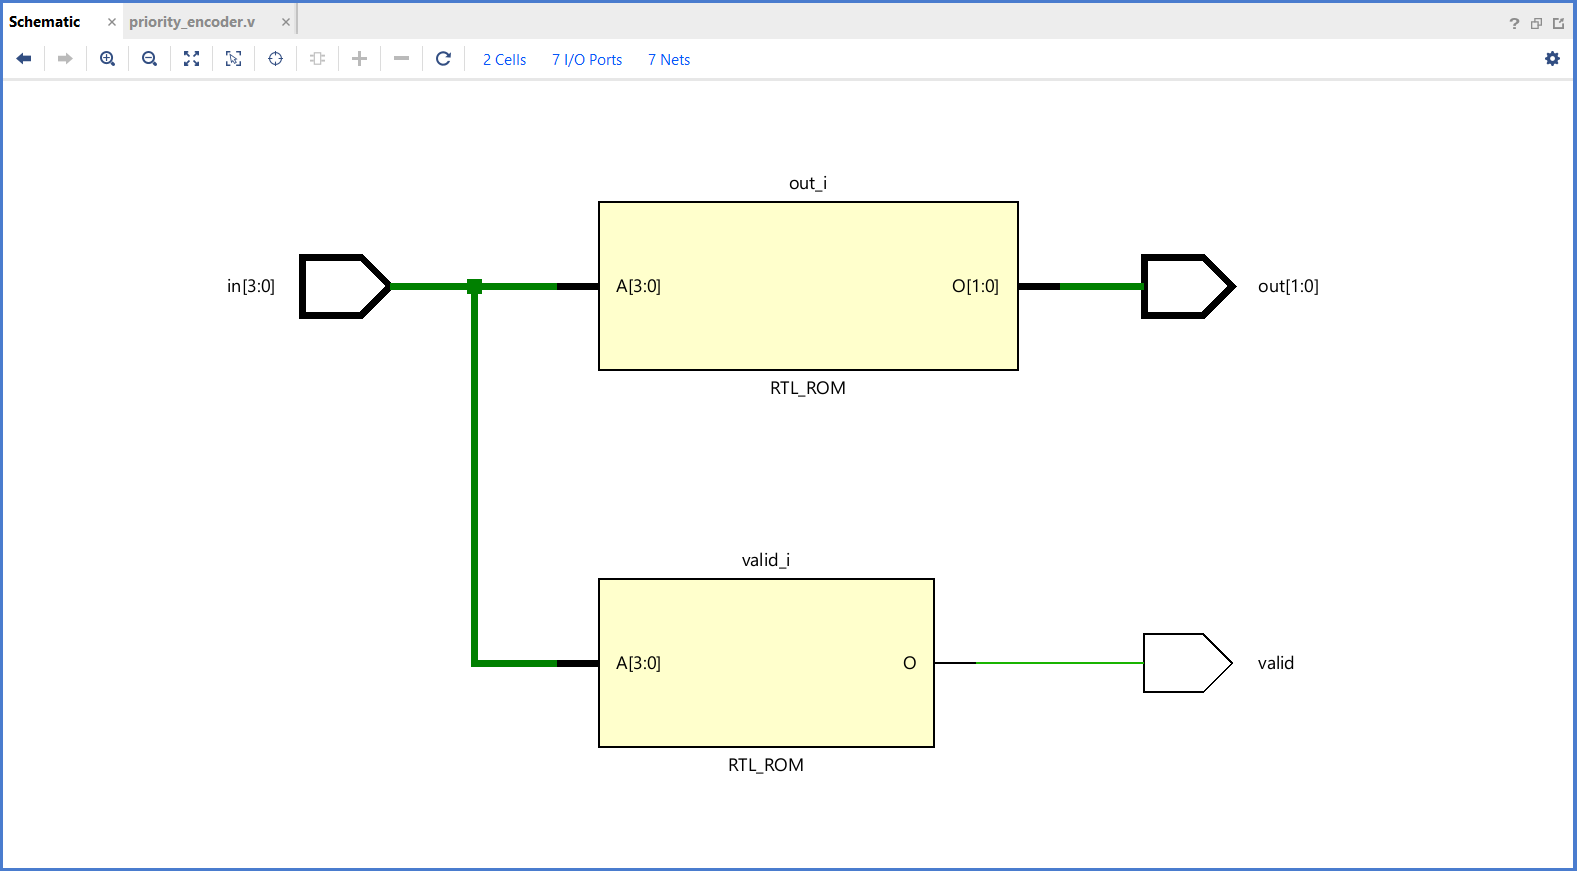 Schematic
priority_encoder.v
?
2 Cells
7 I/O Ports
7 Nets
out_i
in[3:0]
A[3:0]
O[1:0]
out[1:0]
RTL_ROM
valid_i
A[3:0]
O
valid
RTL_ROM